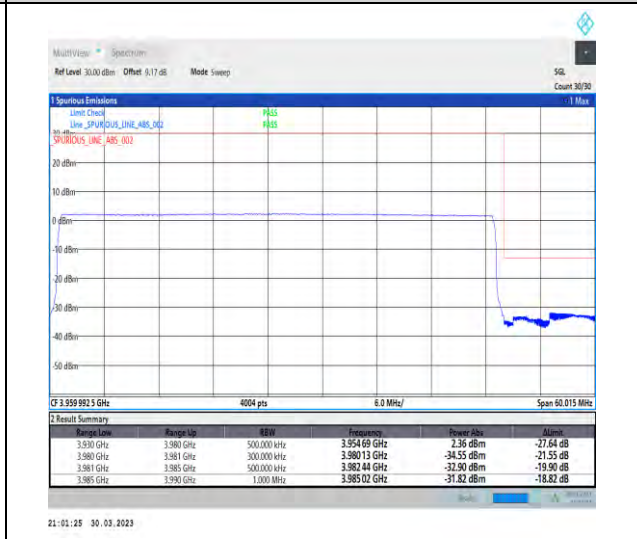 MultiView Spectrum
Ref Level 30.00 dBm Offset 9.17 dB Mode Sweep SGL
Count 30/30
1 Spurious Emissions 1 Max
Limit Check PASS
Line _SPURIOUS_LINE_ABS_002 PASS
30 dBm
_SPURIOUS_LINE_ABS_002
20 dBm
10 dBm
0 dBm
-10 dBm
-20 dBm
-30 dBm
-40 dBm
-50 dBm
CF 3.959 992 5 GHz 4004 pts 6.0 MHz/ Span 60.015 MHz
2 Result Summary
Range Low Range Up RBW Frequency Power Abs ΔLimit
3.930 GHz 3.980 GHz 500.000 kHz 3.954 69 GHz 2.36 dBm -27.64 dB
3.980 GHz 3.981 GHz 300.000 kHz 3.980 13 GHz -34.55 dBm -21.55 dB
3.981 GHz 3.985 GHz 500.000 kHz 3.982 44 GHz -32.90 dBm -19.90 dB
3.985 GHz 3.990 GHz 1.000 MHz 3.985 02 GHz -31.82 dBm -18.82 dB
21:01:25 30.03.2023